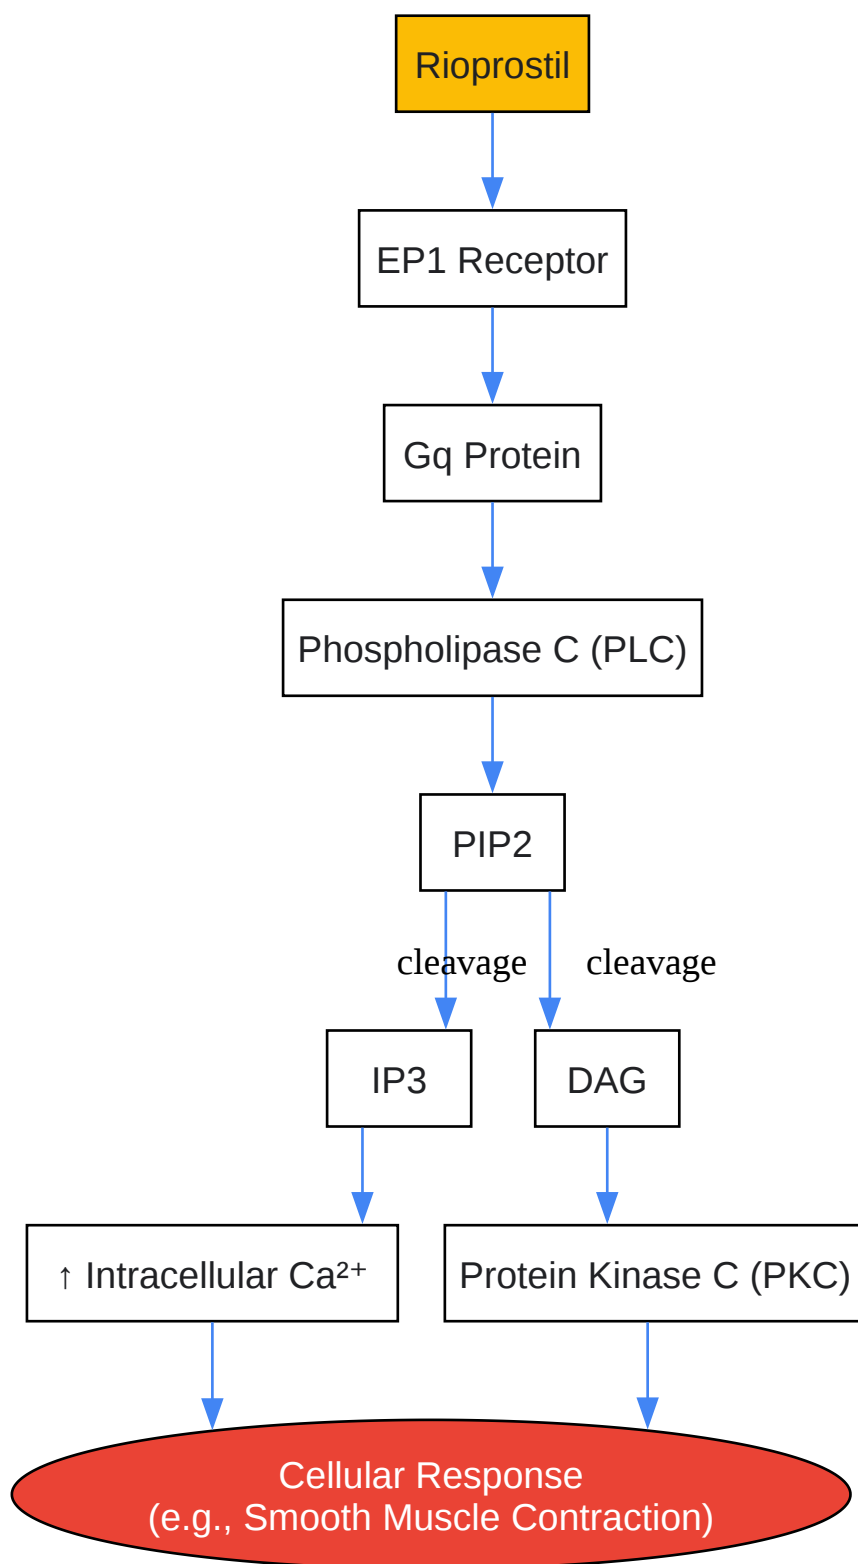 Rioprostil
EP1 Receptor
Gq Protein
Phospholipase C (PLC)
PIP2
cleavage
cleavage
IP3
DAG
↑ Intracellular Ca²⁺
Protein Kinase C (PKC)
Cellular Response
(e.g., Smooth Muscle Contraction)